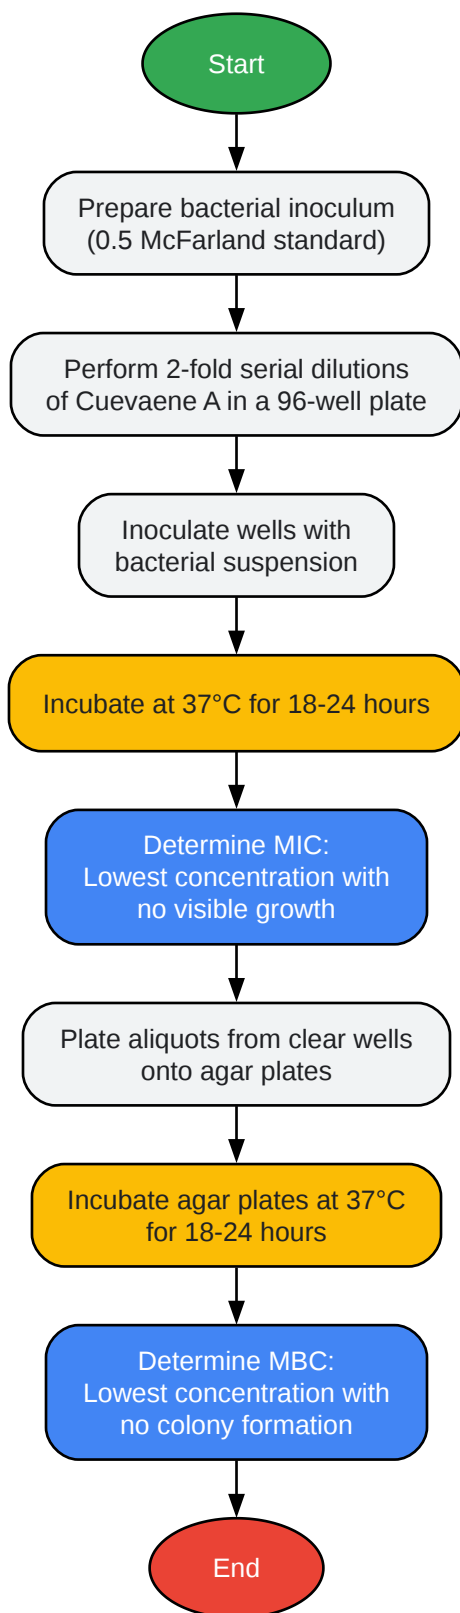 Start
Prepare bacterial inoculum
(0.5 McFarland standard)
Perform 2-fold serial dilutions
of Cuevaene A in a 96-well plate
Inoculate wells with
bacterial suspension
Incubate at 37°C for 18-24 hours
Determine MIC:
Lowest concentration with
no visible growth
Plate aliquots from clear wells
onto agar plates
Incubate agar plates at 37°C
for 18-24 hours
Determine MBC:
Lowest concentration with
no colony formation
End